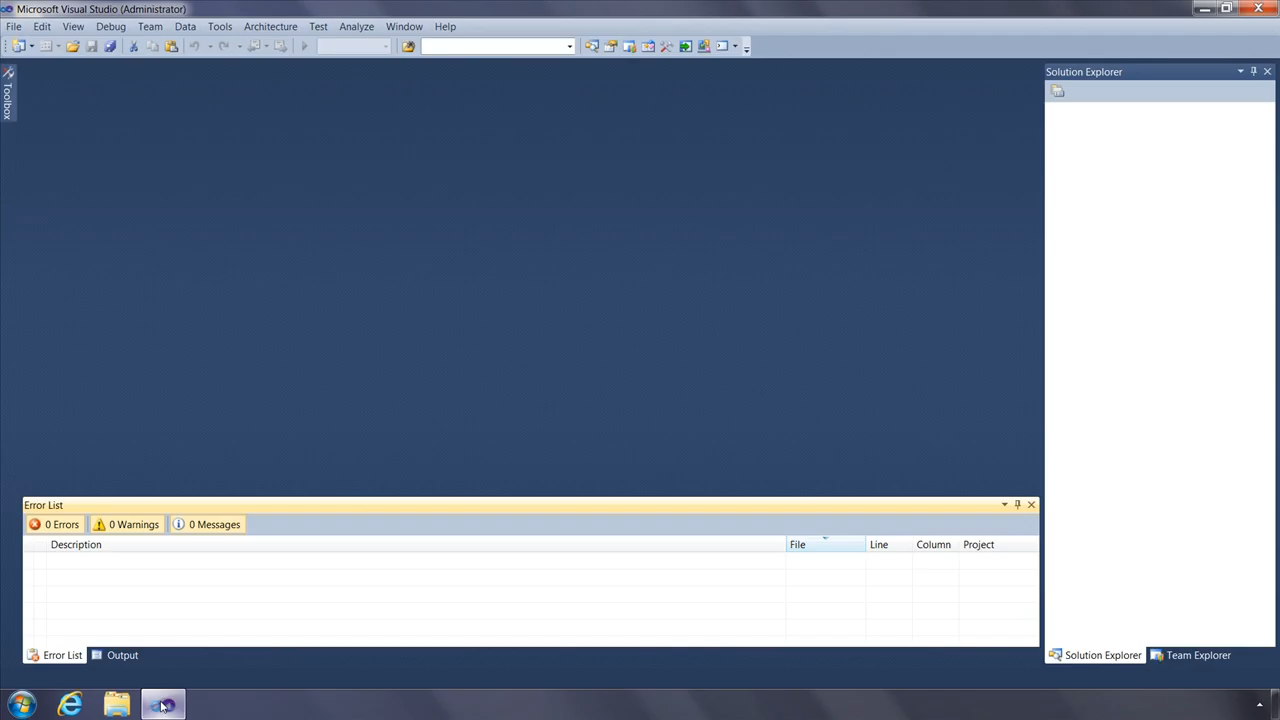 Microsoft Visual Studio (Administrator)
File Edit View Debug Team Data Tools Architecture Test Analyze Window Help
Toolbox
Solution Explorer
Error List
0 Errors 0 Warnings 0 Messages
Description File Line Column Project
Error List Output
Solution Explorer Team Explorer